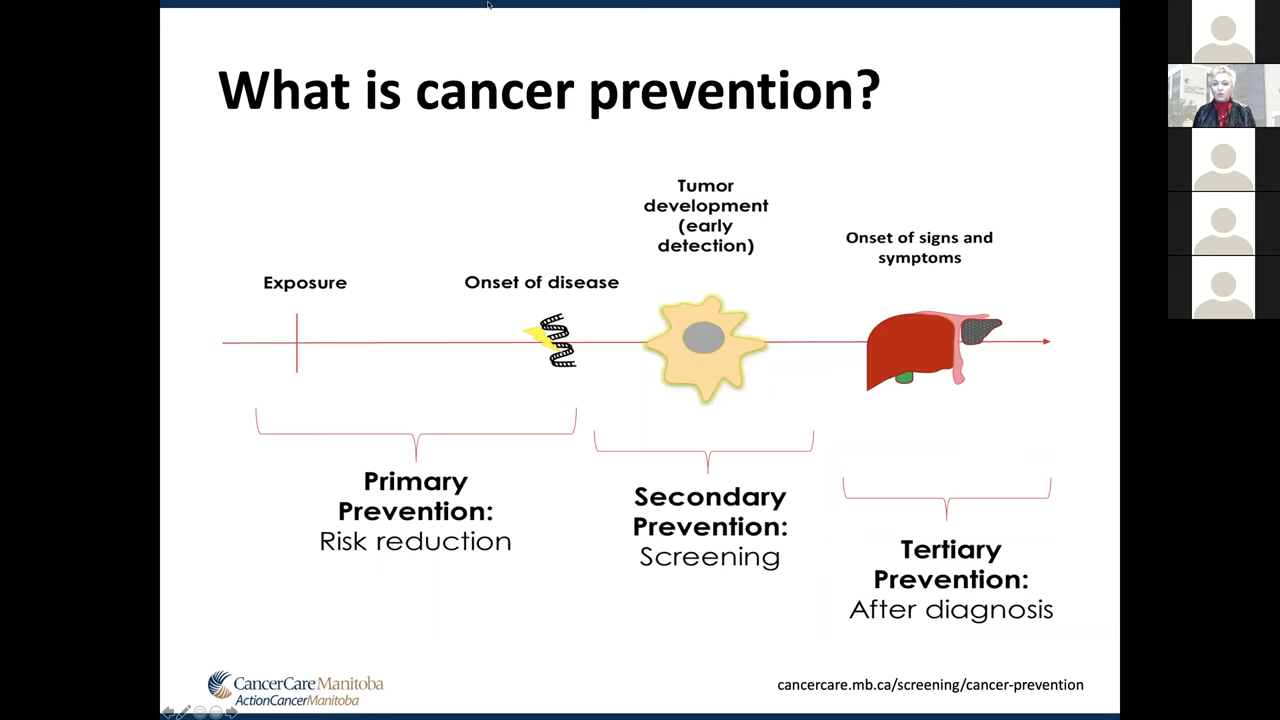 What is cancer prevention?
Tumor
development
(early
detection)
Onset of signs and
symptoms
Exposure
Onset of disease
Primary
Prevention:
Risk reduction
Secondary
Prevention:
Screening
Tertiary
Prevention:
After diagnosis
CancerCare Manitoba
ActionCancerManitoba
cancercare.mb.ca/screening/cancer-prevention